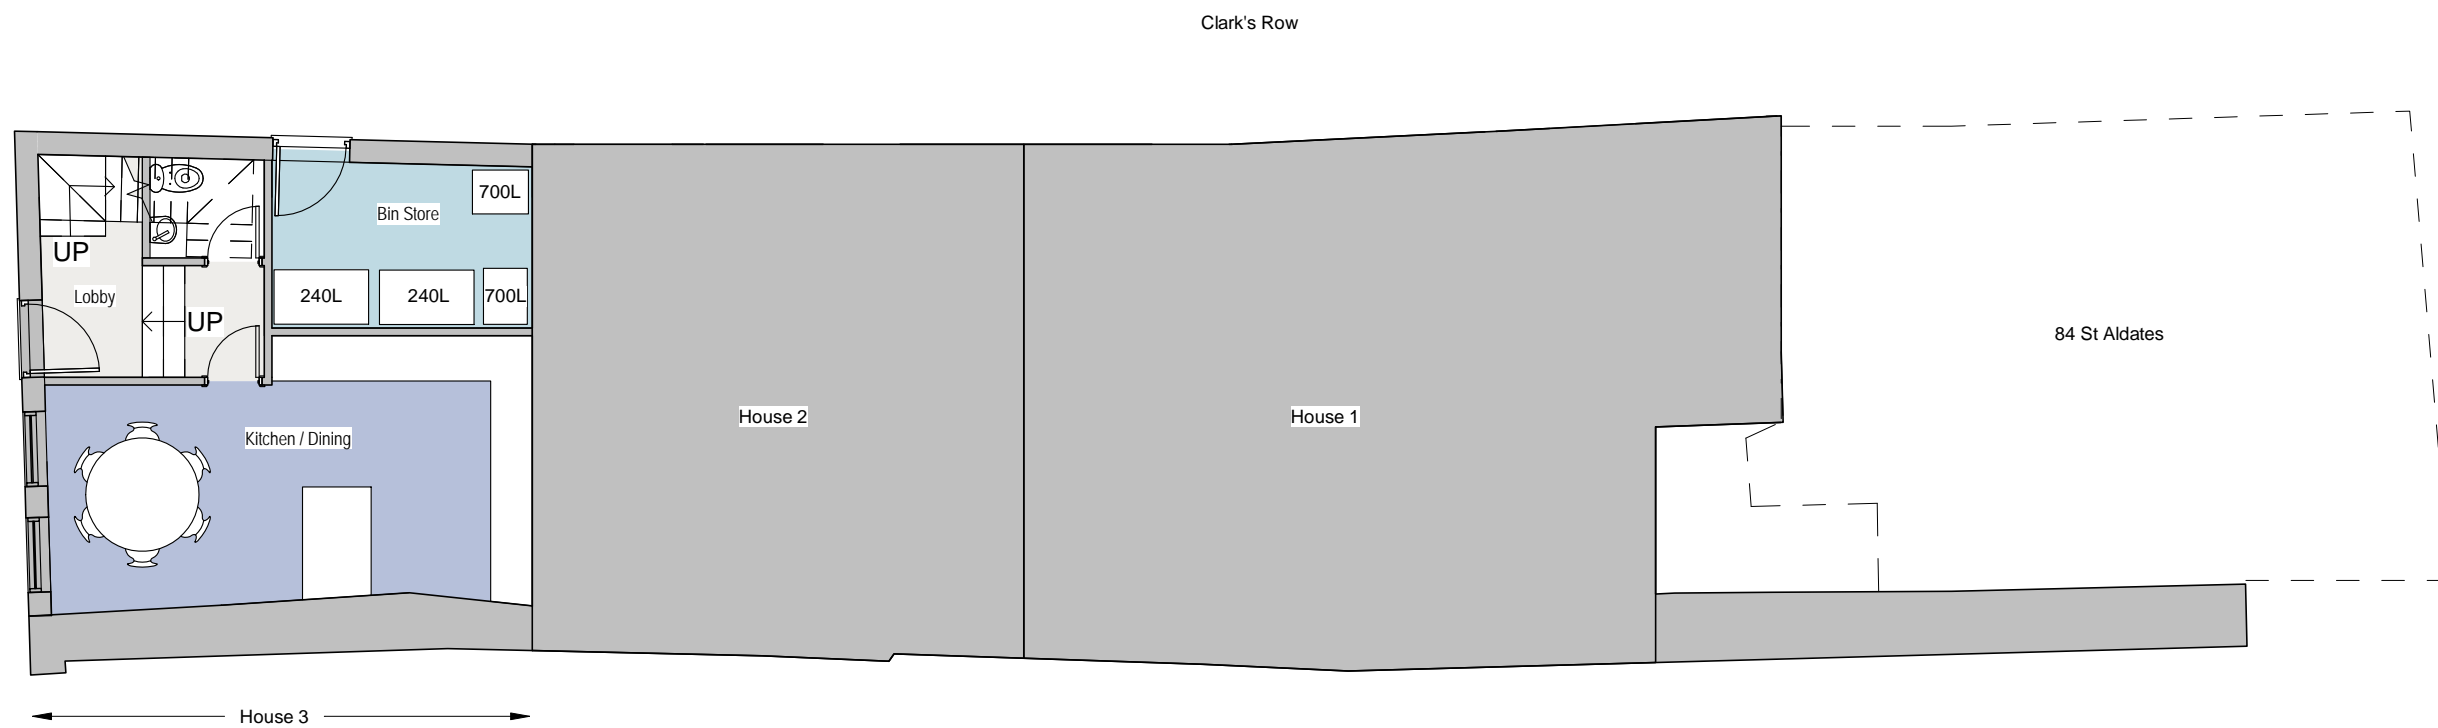 Clark's Row
700L
Bin Store
UP
Lobby
240L
240L
700L
UP
84 St Aldates
House 2
House 1
Kitchen / Dining
House 3